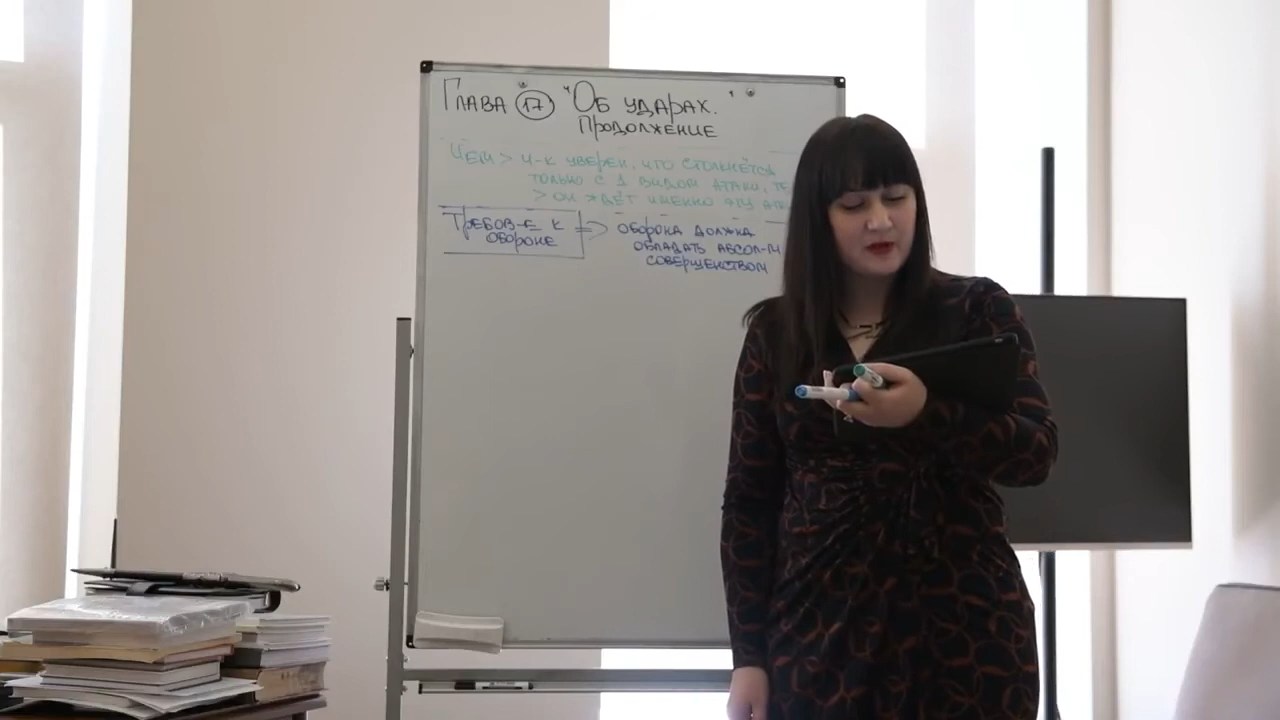 Глава 17 "Об ударах.
Продолжение"
Чем > ч-к уверен, что столкнётся
только с 1 видом атаки, те
> он ждёт именно эту ат
Требов-е к
обороне
оборона должна
обладать абсол-м
совершенством